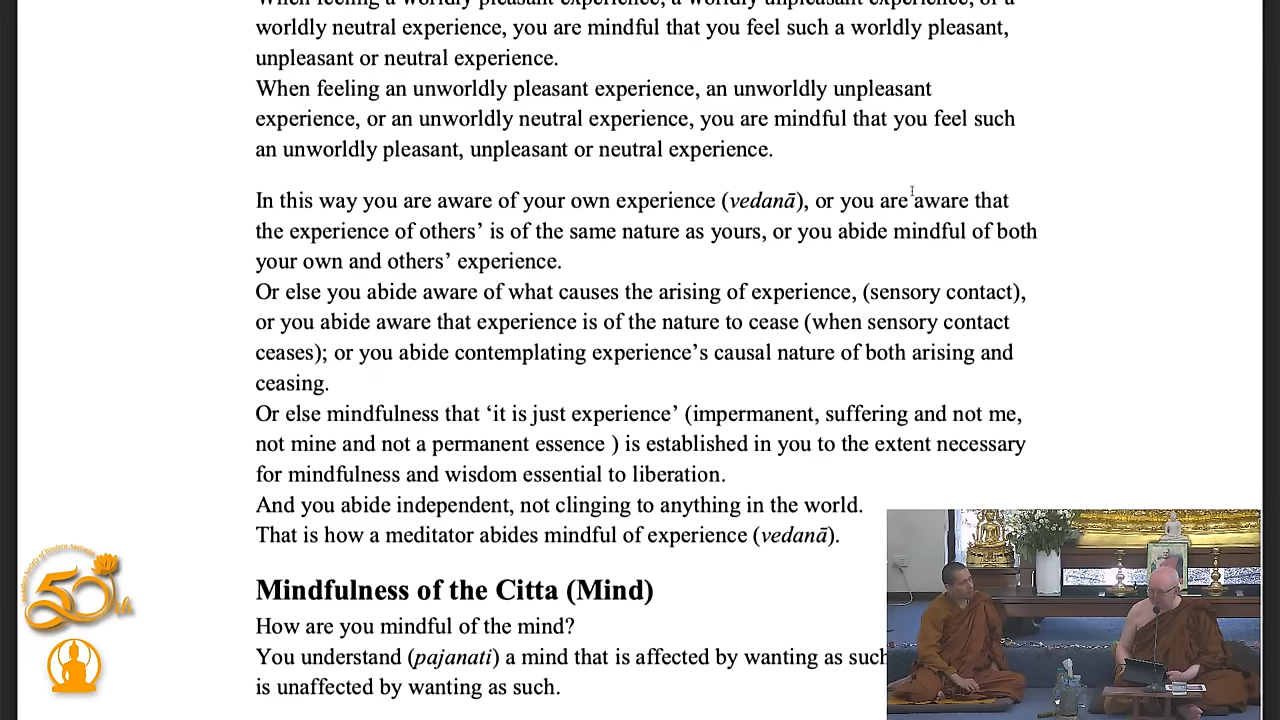 worldly neutral experience, you are mindful that you feel such a worldly pleasant,
unpleasant or neutral experience.
When feeling an unworldly pleasant experience, an unworldly unpleasant
experience, or an unworldly neutral experience, you are mindful that you feel such
an unworldly pleasant, unpleasant or neutral experience.
In this way you are aware of your own experience (vedanā), or you are aware that
the experience of others’ is of the same nature as yours, or you abide mindful of both
your own and others’ experience.
Or else you abide aware of what causes the arising of experience, (sensory contact),
or you abide aware that experience is of the nature to cease (when sensory contact
ceases); or you abide contemplating experience’s causal nature of both arising and
ceasing.
Or else mindfulness that ‘it is just experience’ (impermanent, suffering and not me,
not mine and not a permanent essence ) is established in you to the extent necessary
for mindfulness and wisdom essential to liberation.
And you abide independent, not clinging to anything in the world.
That is how a meditator abides mindful of experience (vedanā).
Mindfulness of the Citta (Mind)
How are you mindful of the mind?
You understand (pajanati) a mind that is affected by wanting as such
is unaffected by wanting as such.
50th